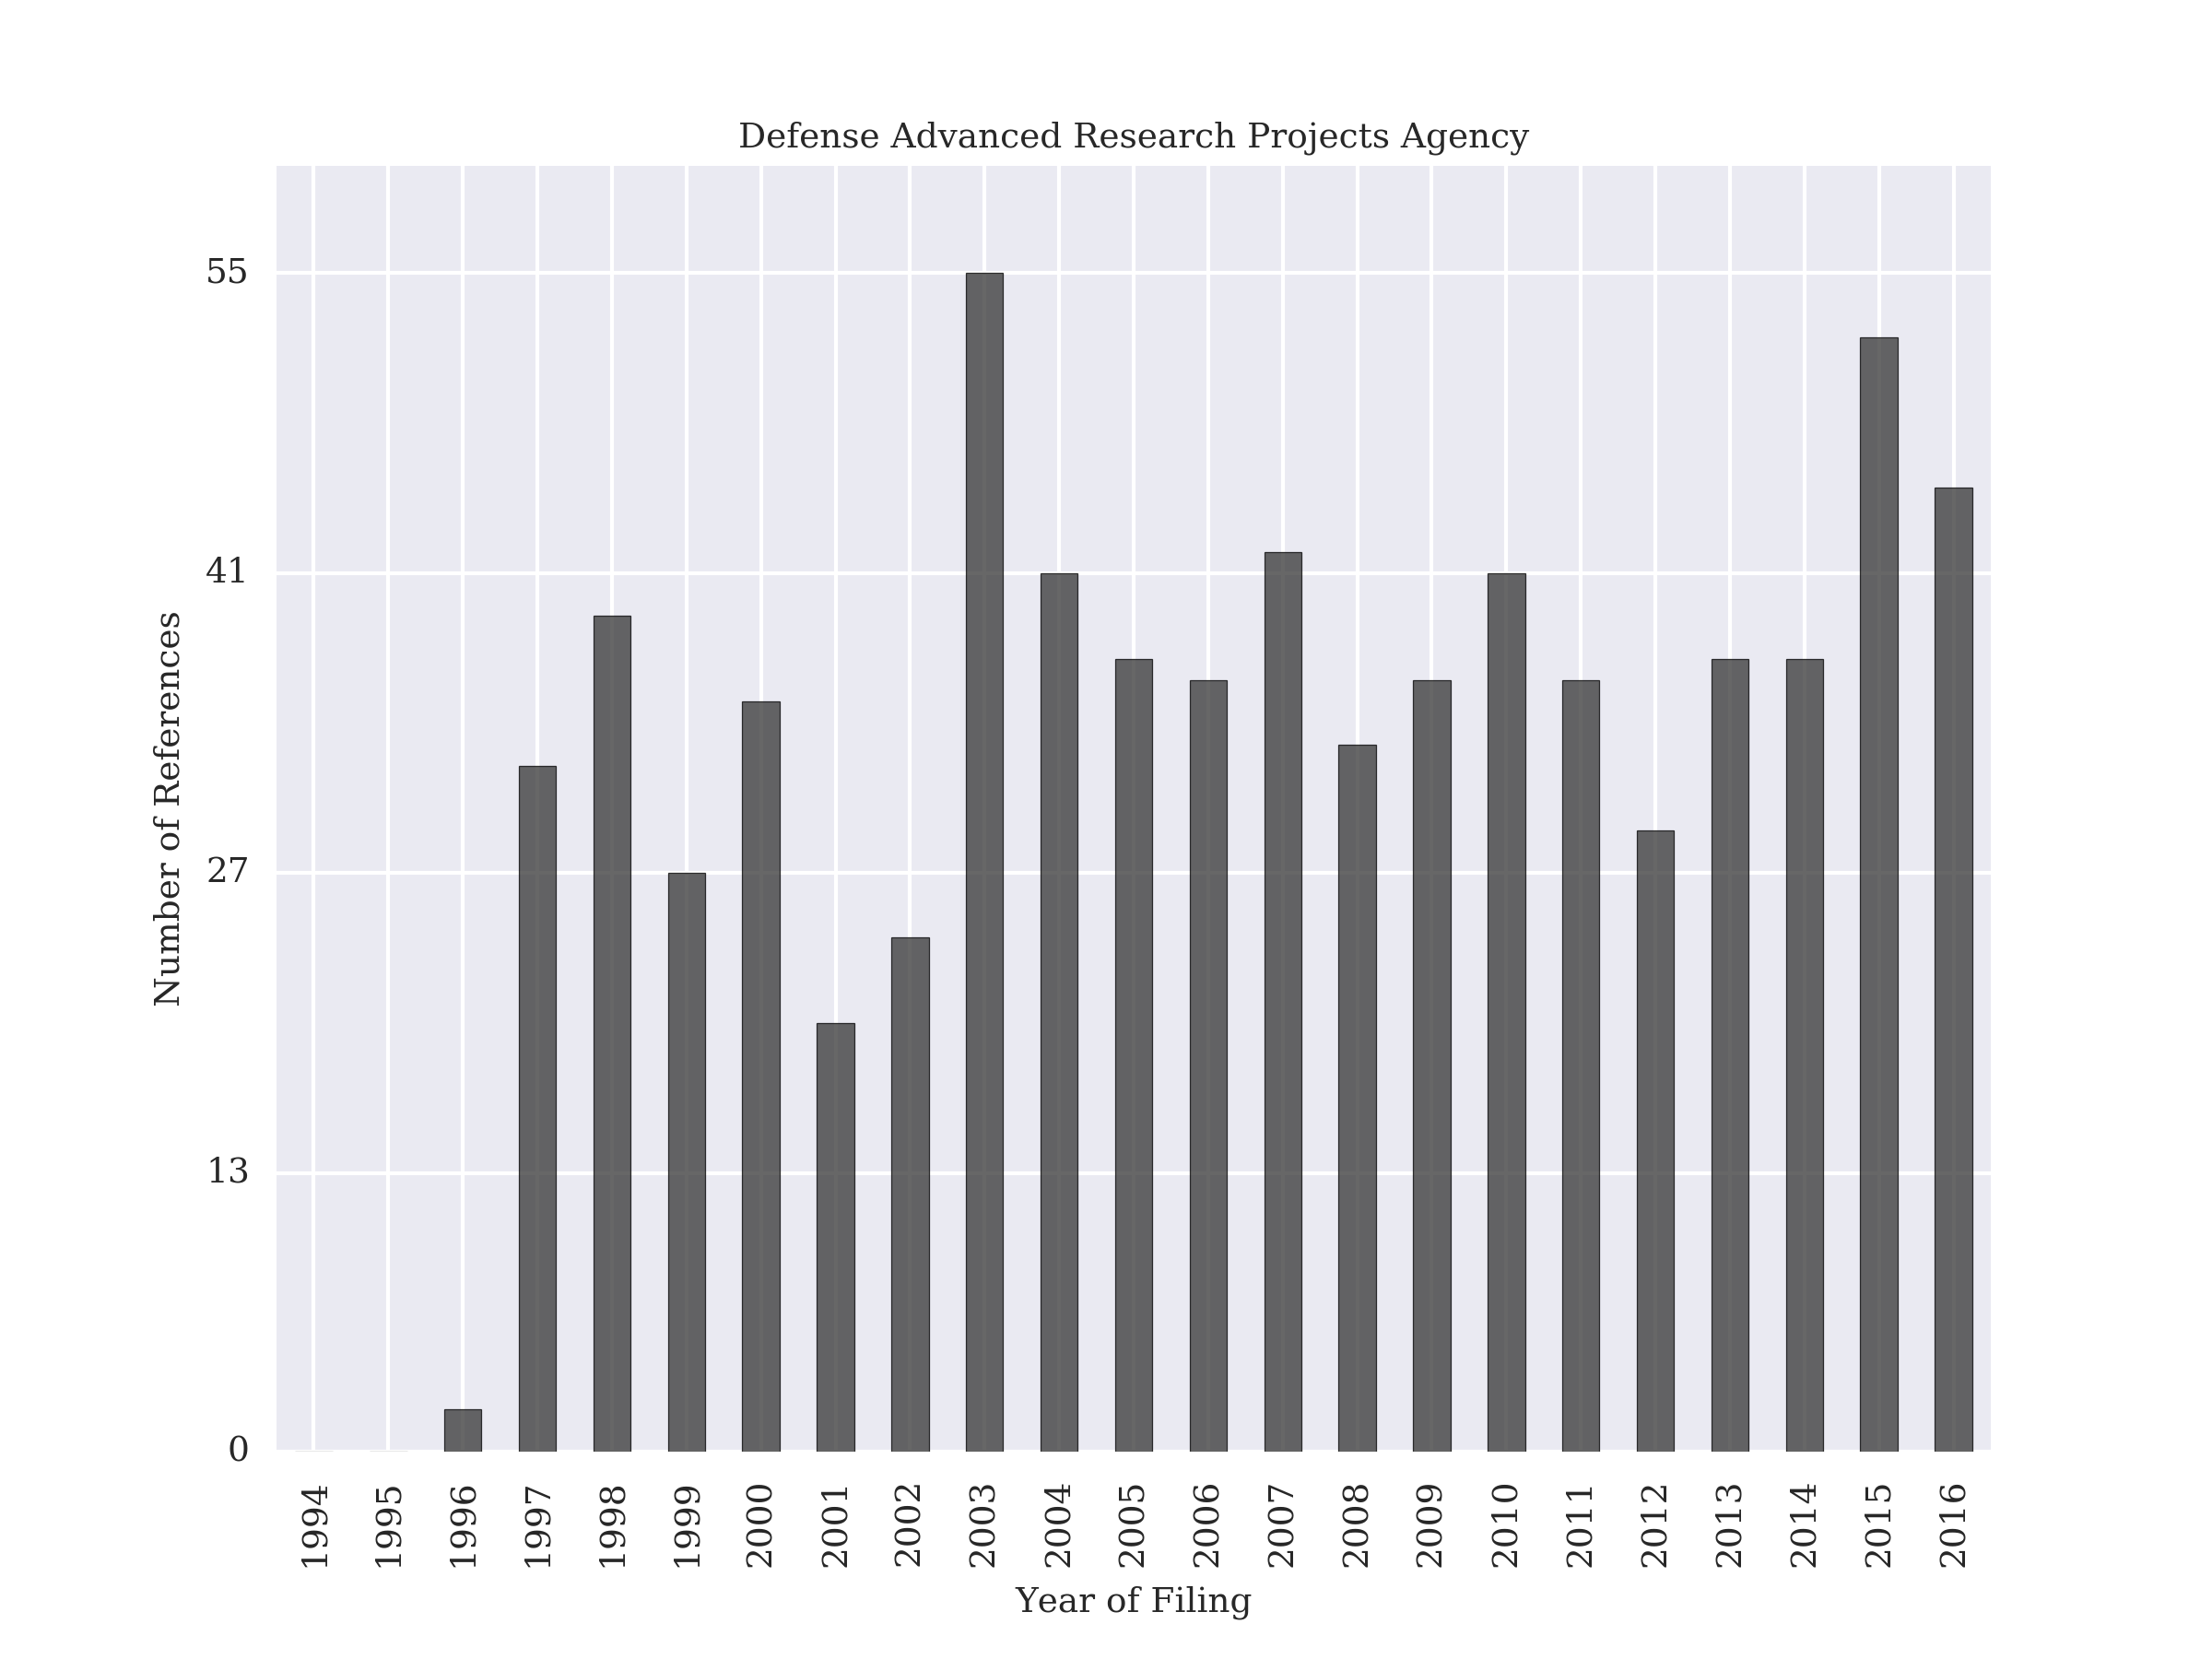 Defense Advanced Research Projects Agency
55
41
27
13
0
Number of References
1994 1995 1996 1997 1998 1999 2000 2001 2002 2003 2004 2005 2006 2007 2008 2009 2010 2011 2012 2013 2014 2015 2016
Year of Filing